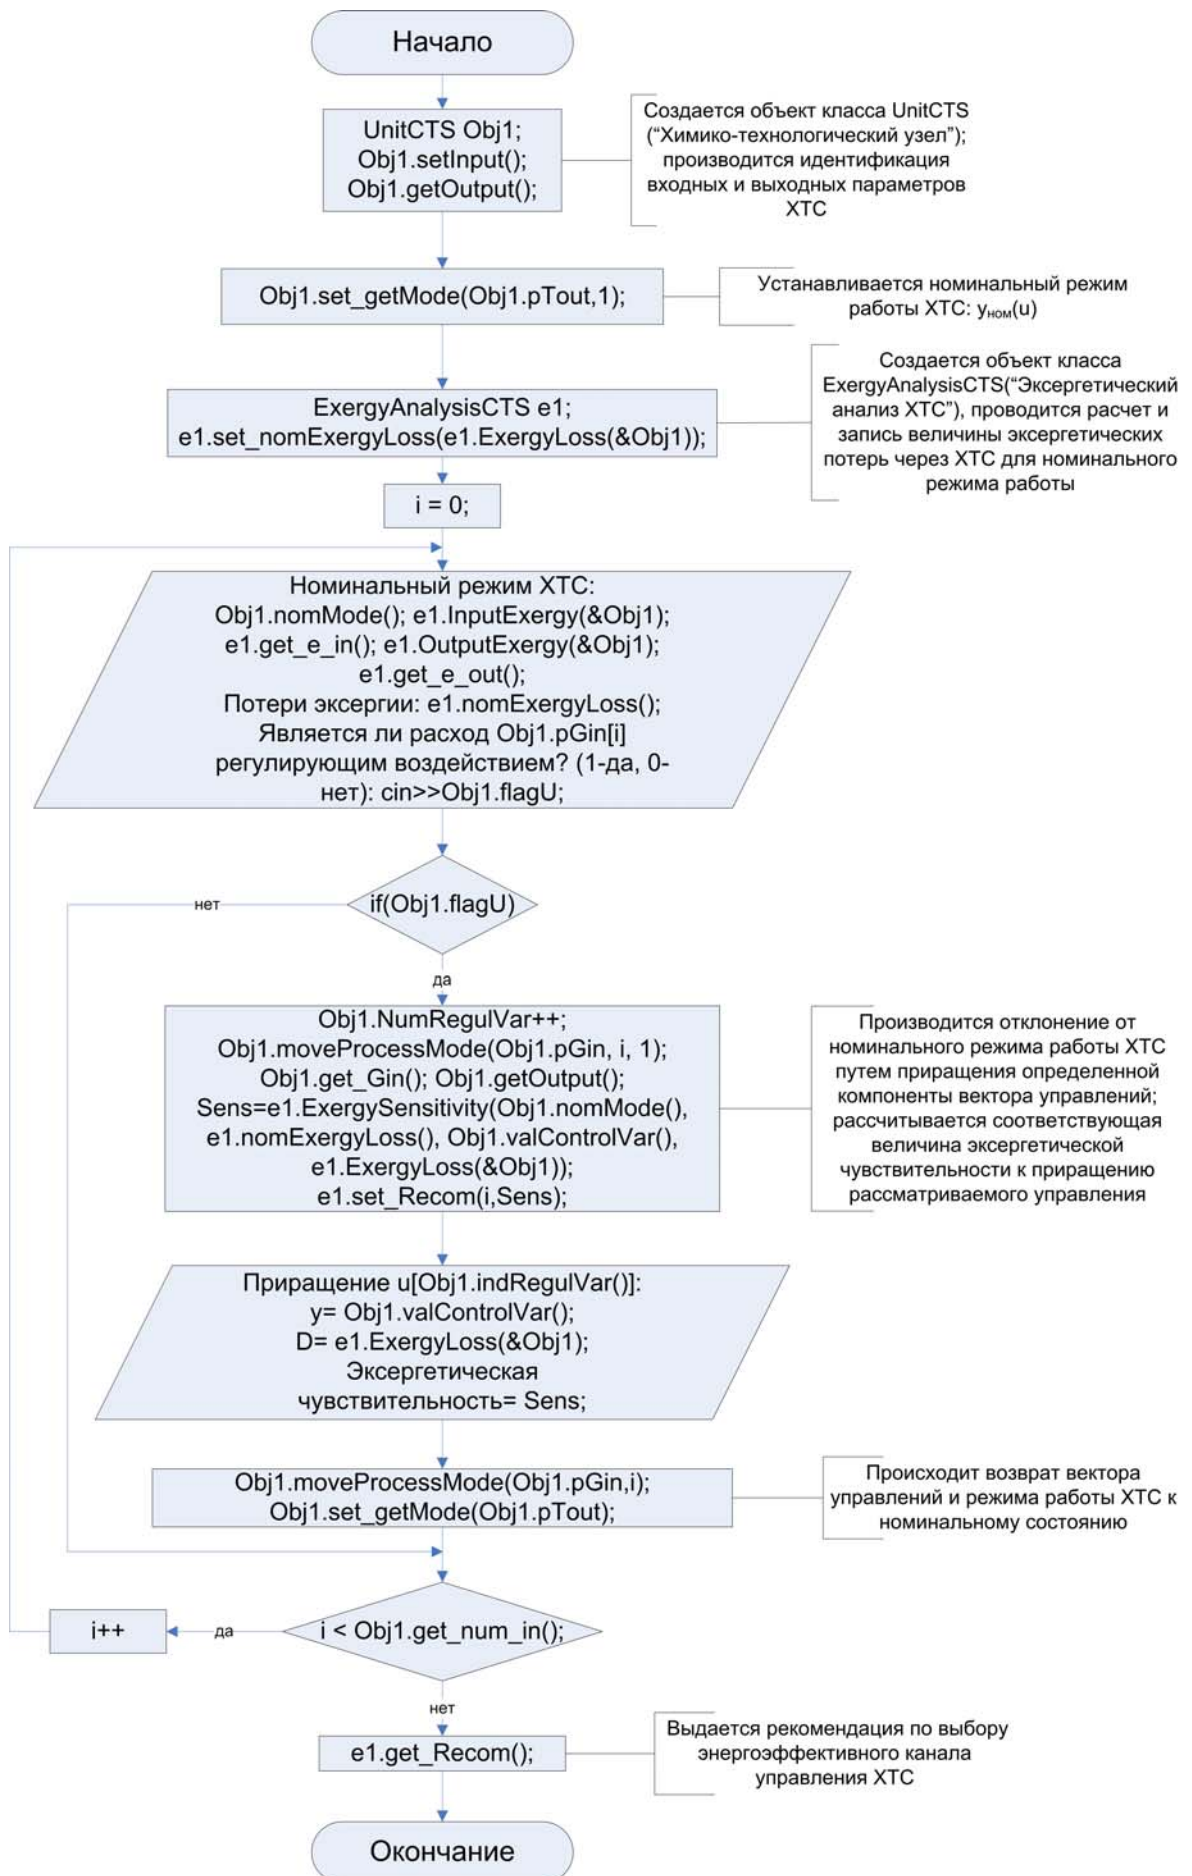 Начало
UnitCTS Obj1;
Obj1.setInput();
Obj1.getOutput();
Создается объект класса UnitCTS
(“Химико-технологический узел”);
производится идентификация
входных и выходных параметров
ХТС
Obj1.set_getMode(Obj1.pTout,1);
Устанавливается номинальный режим
работы ХТС: yном(u)
ExergyAnalysisCTS e1;
e1.set_nomExergyLoss(e1.ExergyLoss(&Obj1));
Создается объект класса
ExergyAnalysisCTS(“Эксергетический
анализ ХТС”), проводится расчет и
запись величины эксергетических
потерь через ХТС для номинального
режима работы
i = 0;
Номинальный режим ХТС:
Obj1.nomMode(); e1.InputExergy(&Obj1);
e1.get_e_in(); e1.OutputExergy(&Obj1);
e1.get_e_out();
Потери эксергии: e1.nomExergyLoss();
Является ли расход Obj1.pGin[i]
регулирующим воздействием? (1-да, 0-
нет): cin>>Obj1.flagU;
if(Obj1.flagU)
нет
да
Obj1.NumRegulVar++;
Obj1.moveProcessMode(Obj1.pGin, i, 1);
Obj1.get_Gin(); Obj1.getOutput();
Sens=e1.ExergySensitivity(Obj1.nomMode(),
e1.nomExergyLoss(), Obj1.valControlVar(),
e1.ExergyLoss(&Obj1));
e1.set_Recom(i,Sens);
Производится отклонение от
номинального режима работы ХТС
путем приращения определенной
компоненты вектора управлений;
рассчитывается соответствующая
величина эксергетической
чувствительности к приращению
рассматриваемого управления
Приращение u[Obj1.indRegulVar()]:
y= Obj1.valControlVar();
D= e1.ExergyLoss(&Obj1);
Эксергетическая
чувствительность= Sens;
Obj1.moveProcessMode(Obj1.pGin,i);
Obj1.set_getMode(Obj1.pTout);
Происходит возврат вектора
управлений и режима работы ХТС к
номинальному состоянию
i < Obj1.get_num_in();
да
i++
нет
e1.get_Recom();
Выдается рекомендация по выбору
энергоэффективного канала
управления ХТС
Окончание